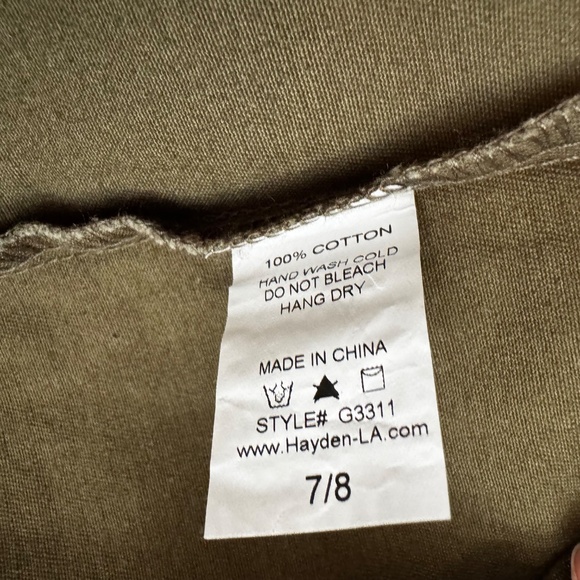 100% COTTON
HAND WASH COLD
DO NOT BLEACH
HANG DRY
MADE IN CHINA
STYLE# G3311
www.Hayden-LA.com
7/8